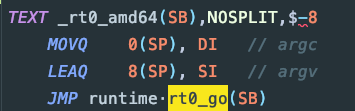 TEXT _rt0_amd64(SB),NOSPLIT,$-8
MOVQ 0(SP), DI // argc
LEAQ 8(SP), SI // argv
JMP runtime·rt0_go(SB)